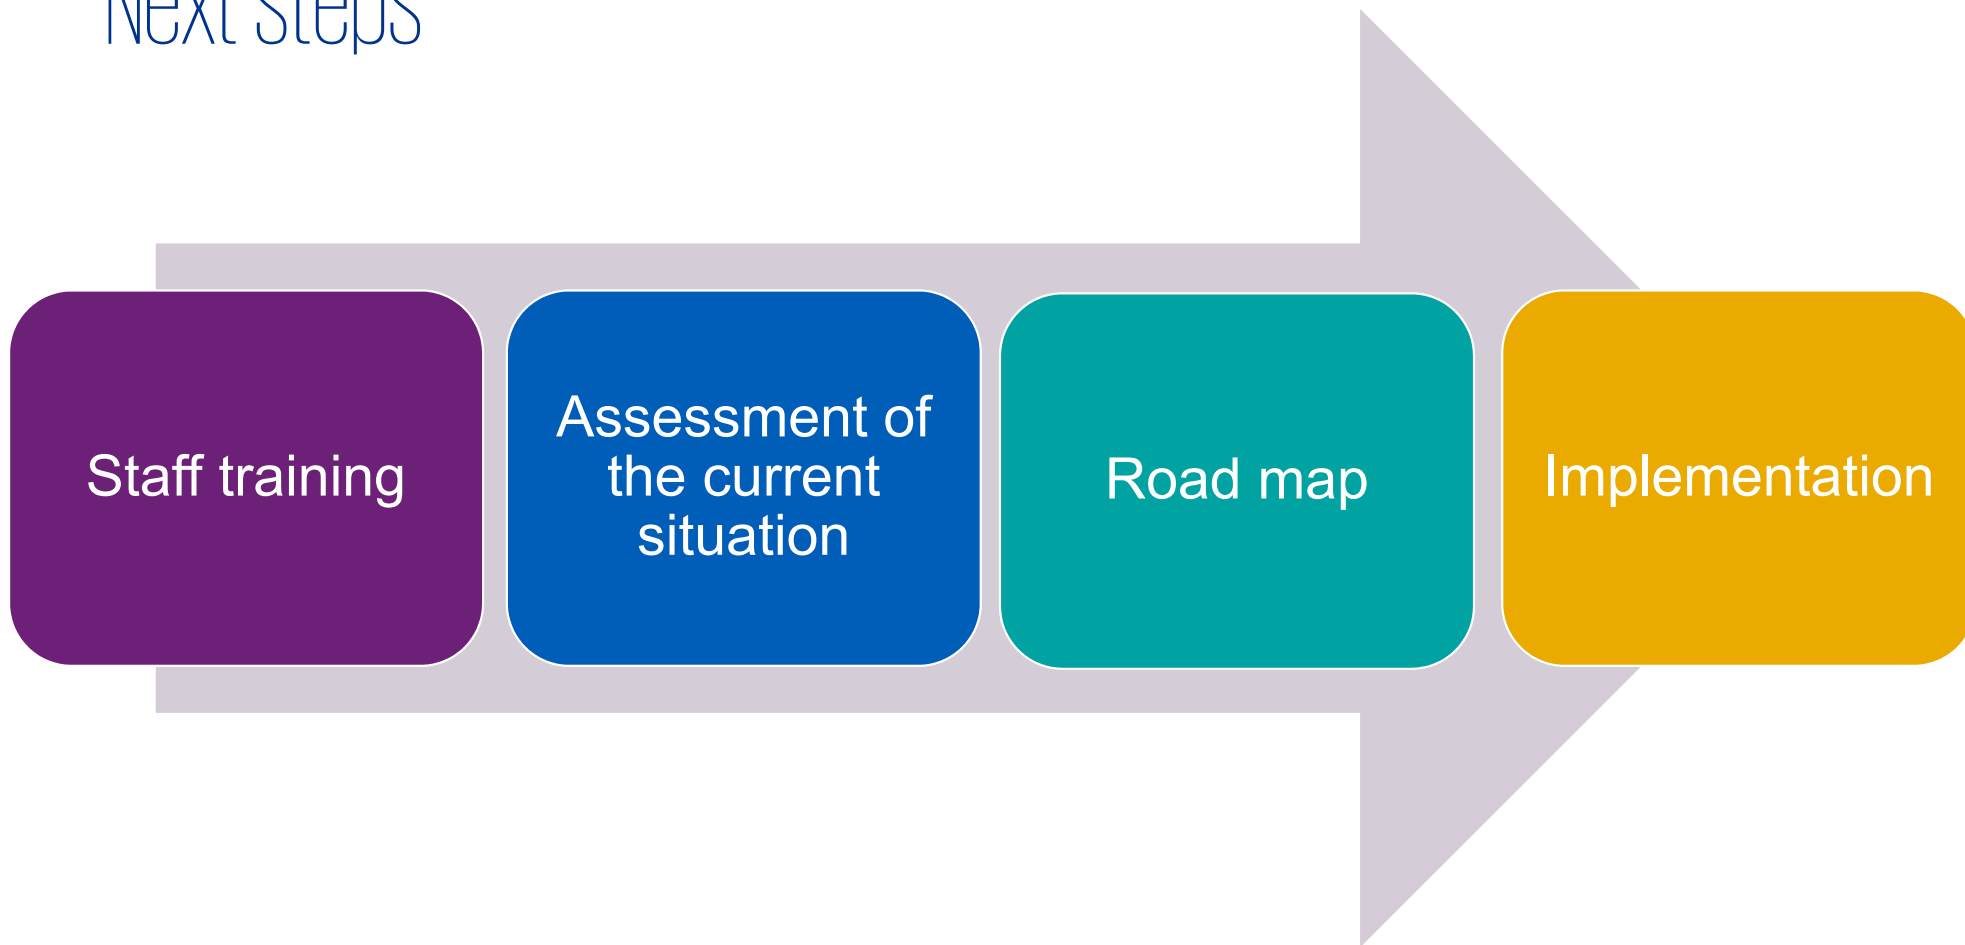 Next Steps
Staff training
Assessment of
the current
situation
Road map
Implementation